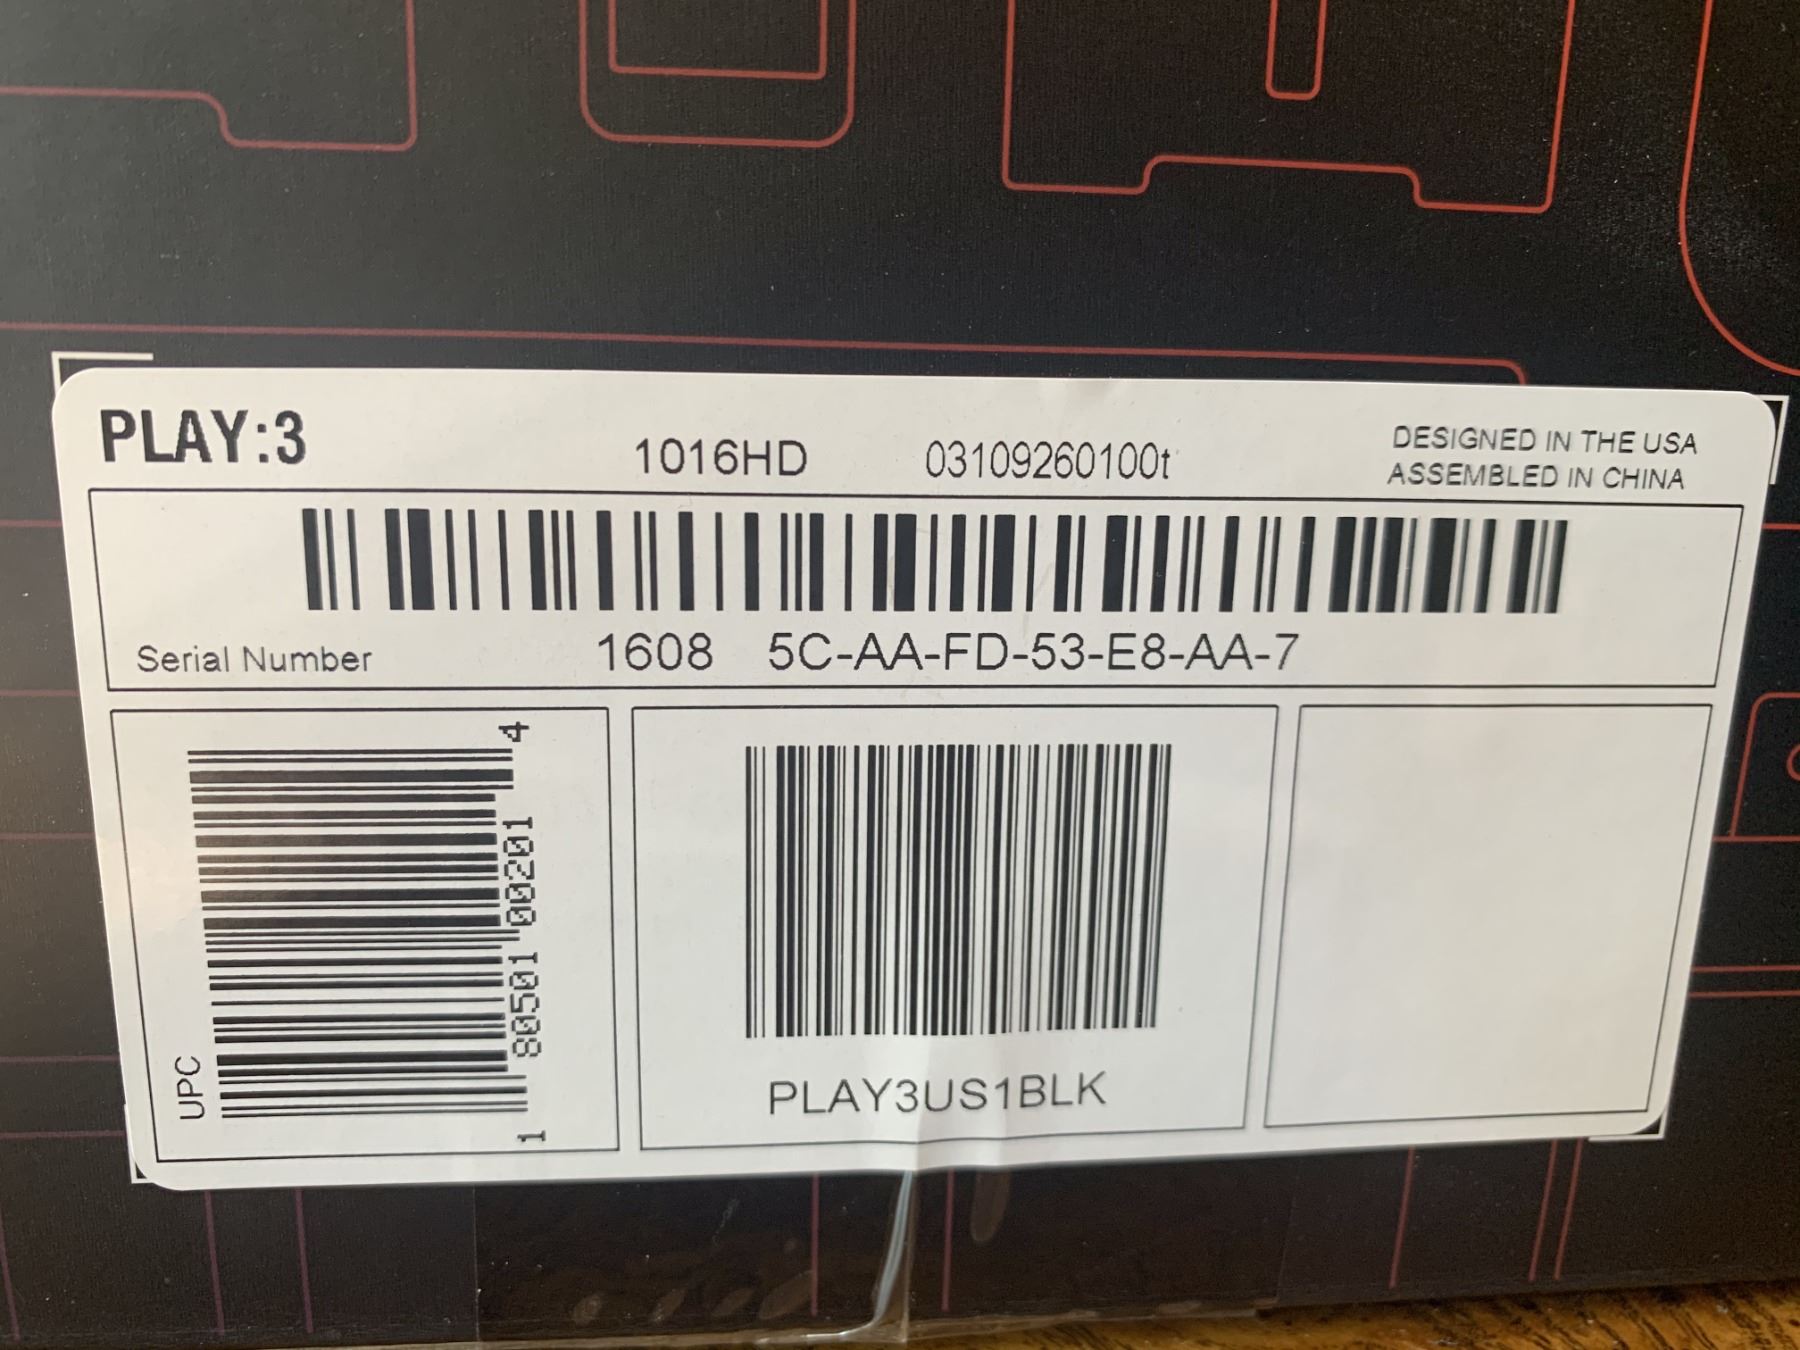 PLAY:3
1016HD
03109260100t
DESIGNED IN THE USA
ASSEMBLED IN CHINA
Serial Number
1608 5C-AA-FD-53-E8-AA-7
UPC
1 80501 00201 4
PLAY3US1BLK